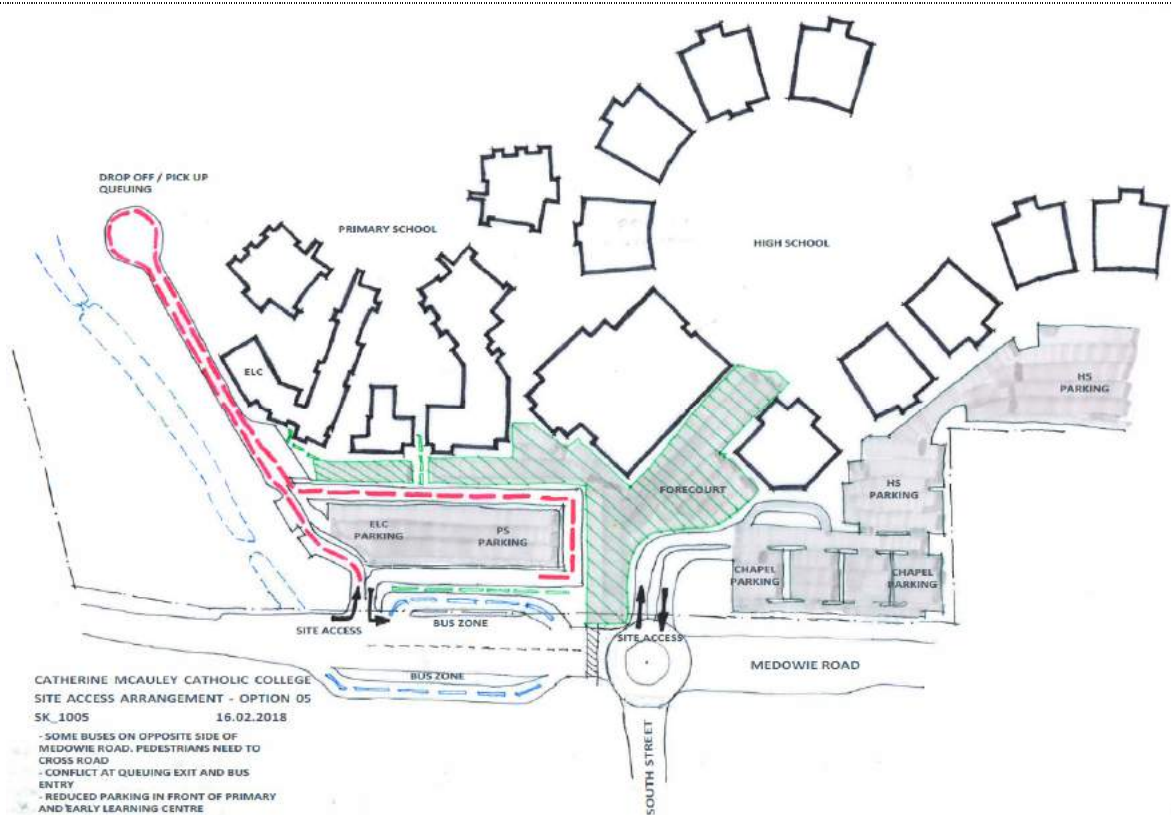 DROP OFF / PICK UP
QUEUING
PRIMARY SCHOOL
HIGH SCHOOL
ELC
HS
PARKING
HS
PARKING
FORECOURT
ELC
PARKING
PS
PARKING
CHAPEL
PARKING
CHAPEL
PARKING
SITE ACCESS
BUS ZONE
SITE ACCESS
BUS ZONE
MEDOWIE ROAD
SOUTH STREET
CATHERINE MCAULEY CATHOLIC COLLEGE
SITE ACCESS ARRANGEMENT - OPTION 05
SK_1005 16.02.2018
- SOME BUSES ON OPPOSITE SIDE OF
MEDOWIE ROAD. PEDESTRIANS NEED TO
CROSS ROAD
- CONFLICT AT QUEUING EXIT AND BUS
ENTRY
- REDUCED PARKING IN FRONT OF PRIMARY
AND EARLY LEARNING CENTRE